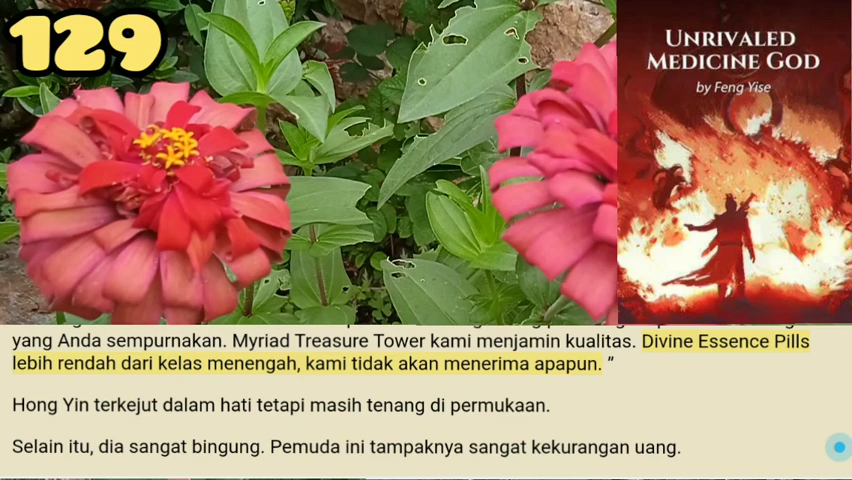 129
UNRIVALED
MEDICINE GOD
by Feng Yise
yang Anda sempurnakan. Myriad Treasure Tower kami menjamin kualitas. Divine Essence Pills
lebih rendah dari kelas menengah, kami tidak akan menerima apapun. ”
Hong Yin terkejut dalam hati tetapi masih tenang di permukaan.
Selain itu, dia sangat bingung. Pemuda ini tampaknya sangat kekurangan uang.